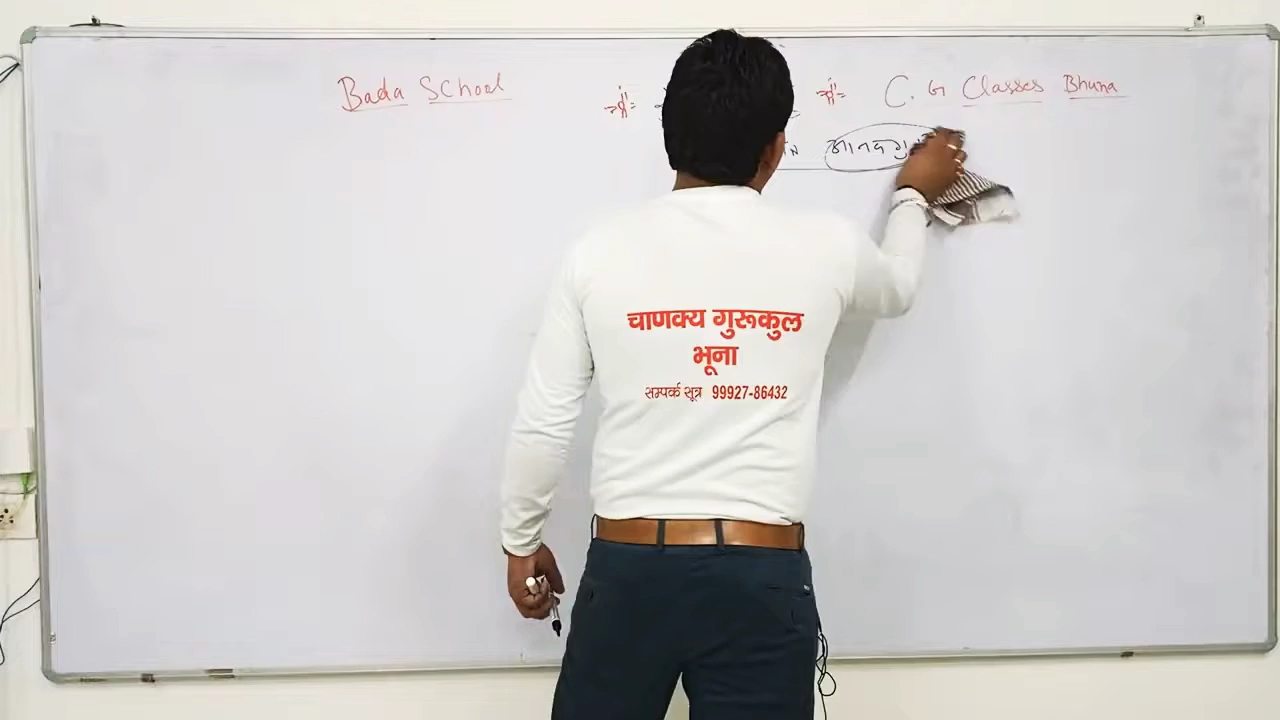 Bada School
C. G Classes Bhuna
चाणक्य गुरूकुल
भूना
सम्पर्क सूत्र 99927-86432